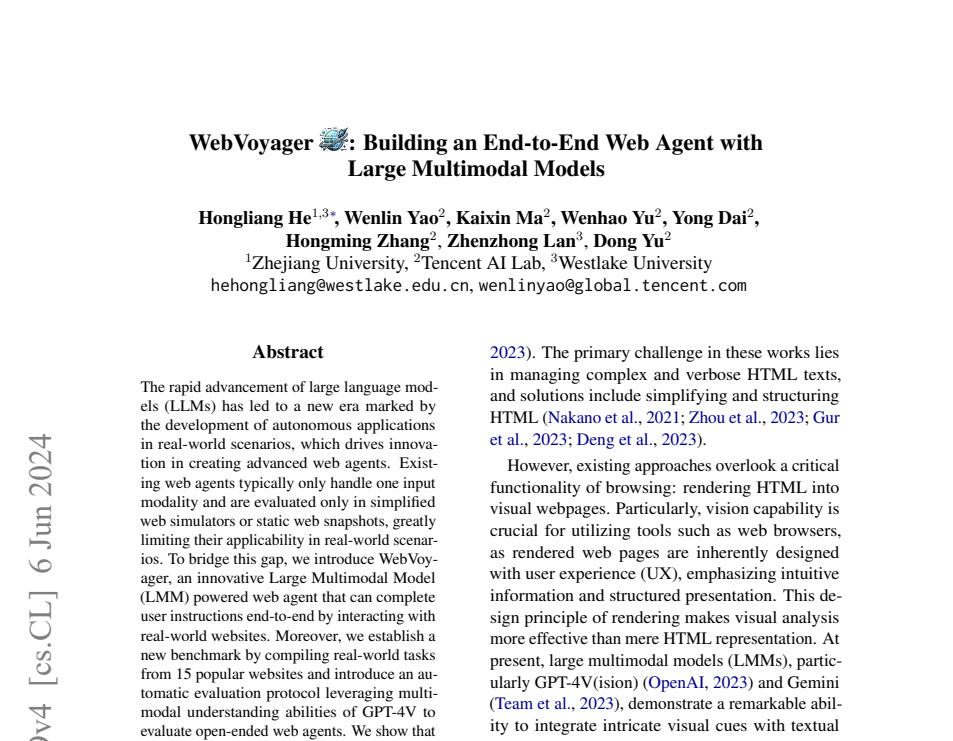 WebVoyager : Building an End-to-End Web Agent with
Large Multimodal Models
Hongliang He1,3*, Wenlin Yao2, Kaixin Ma2, Wenhao Yu2, Yong Dai2,
Hongming Zhang2, Zhenzhong Lan3, Dong Yu2
1Zhejiang University, 2Tencent AI Lab, 3Westlake University
hehongliang@westlake.edu.cn, wenlinyao@global.tencent.com
Abstract
The rapid advancement of large language mod-
els (LLMs) has led to a new era marked by
the development of autonomous applications
in real-world scenarios, which drives innova-
tion in creating advanced web agents. Exist-
ing web agents typically only handle one input
modality and are evaluated only in simplified
web simulators or static web snapshots, greatly
limiting their applicability in real-world scenar-
ios. To bridge this gap, we introduce WebVoy-
ager, an innovative Large Multimodal Model
(LMM) powered web agent that can complete
user instructions end-to-end by interacting with
real-world websites. Moreover, we establish a
new benchmark by compiling real-world tasks
from 15 popular websites and introduce an au-
tomatic evaluation protocol leveraging multi-
modal understanding abilities of GPT-4V to
evaluate open-ended web agents. We show that
2023). The primary challenge in these works lies
in managing complex and verbose HTML texts,
and solutions include simplifying and structuring
HTML (Nakano et al., 2021; Zhou et al., 2023; Gur
et al., 2023; Deng et al., 2023).
However, existing approaches overlook a critical
functionality of browsing: rendering HTML into
visual webpages. Particularly, vision capability is
crucial for utilizing tools such as web browsers,
as rendered web pages are inherently designed
with user experience (UX), emphasizing intuitive
information and structured presentation. This de-
sign principle of rendering makes visual analysis
more effective than mere HTML representation. At
present, large multimodal models (LMMs), partic-
ularly GPT-4V(ision) (OpenAI, 2023) and Gemini
(Team et al., 2023), demonstrate a remarkable abil-
ity to integrate intricate visual cues with textual
9v4 [cs.CL] 6 Jun 2024